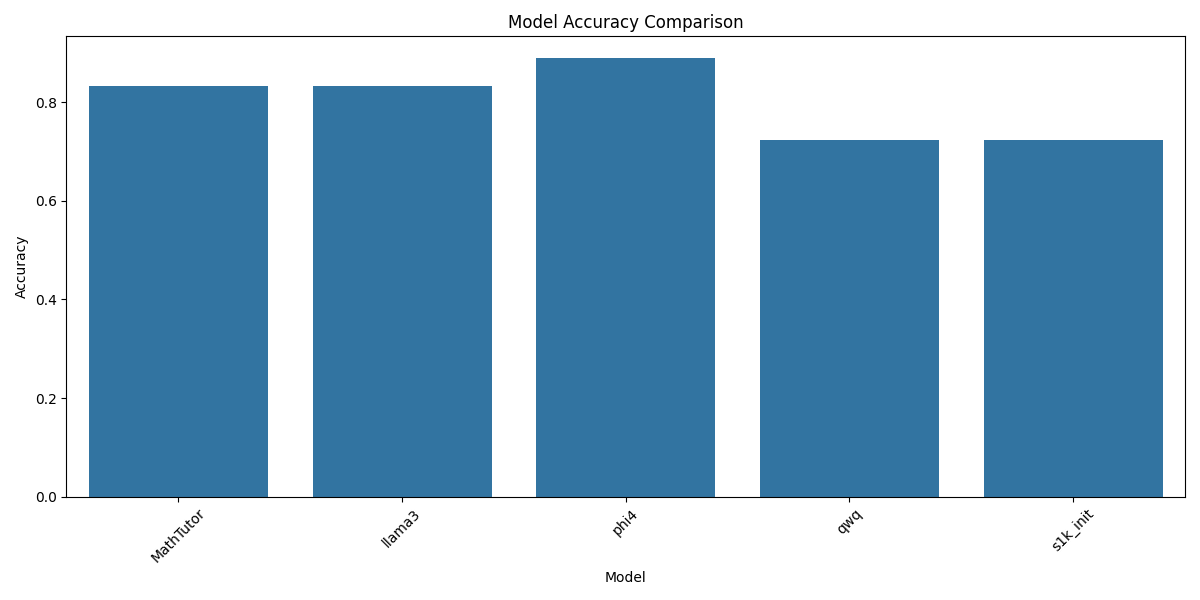 Model Accuracy Comparison
Accuracy
0.8
0.6
0.4
0.2
0.0
MathTutor
llama3
phi4
qwq
s1k_init
Model